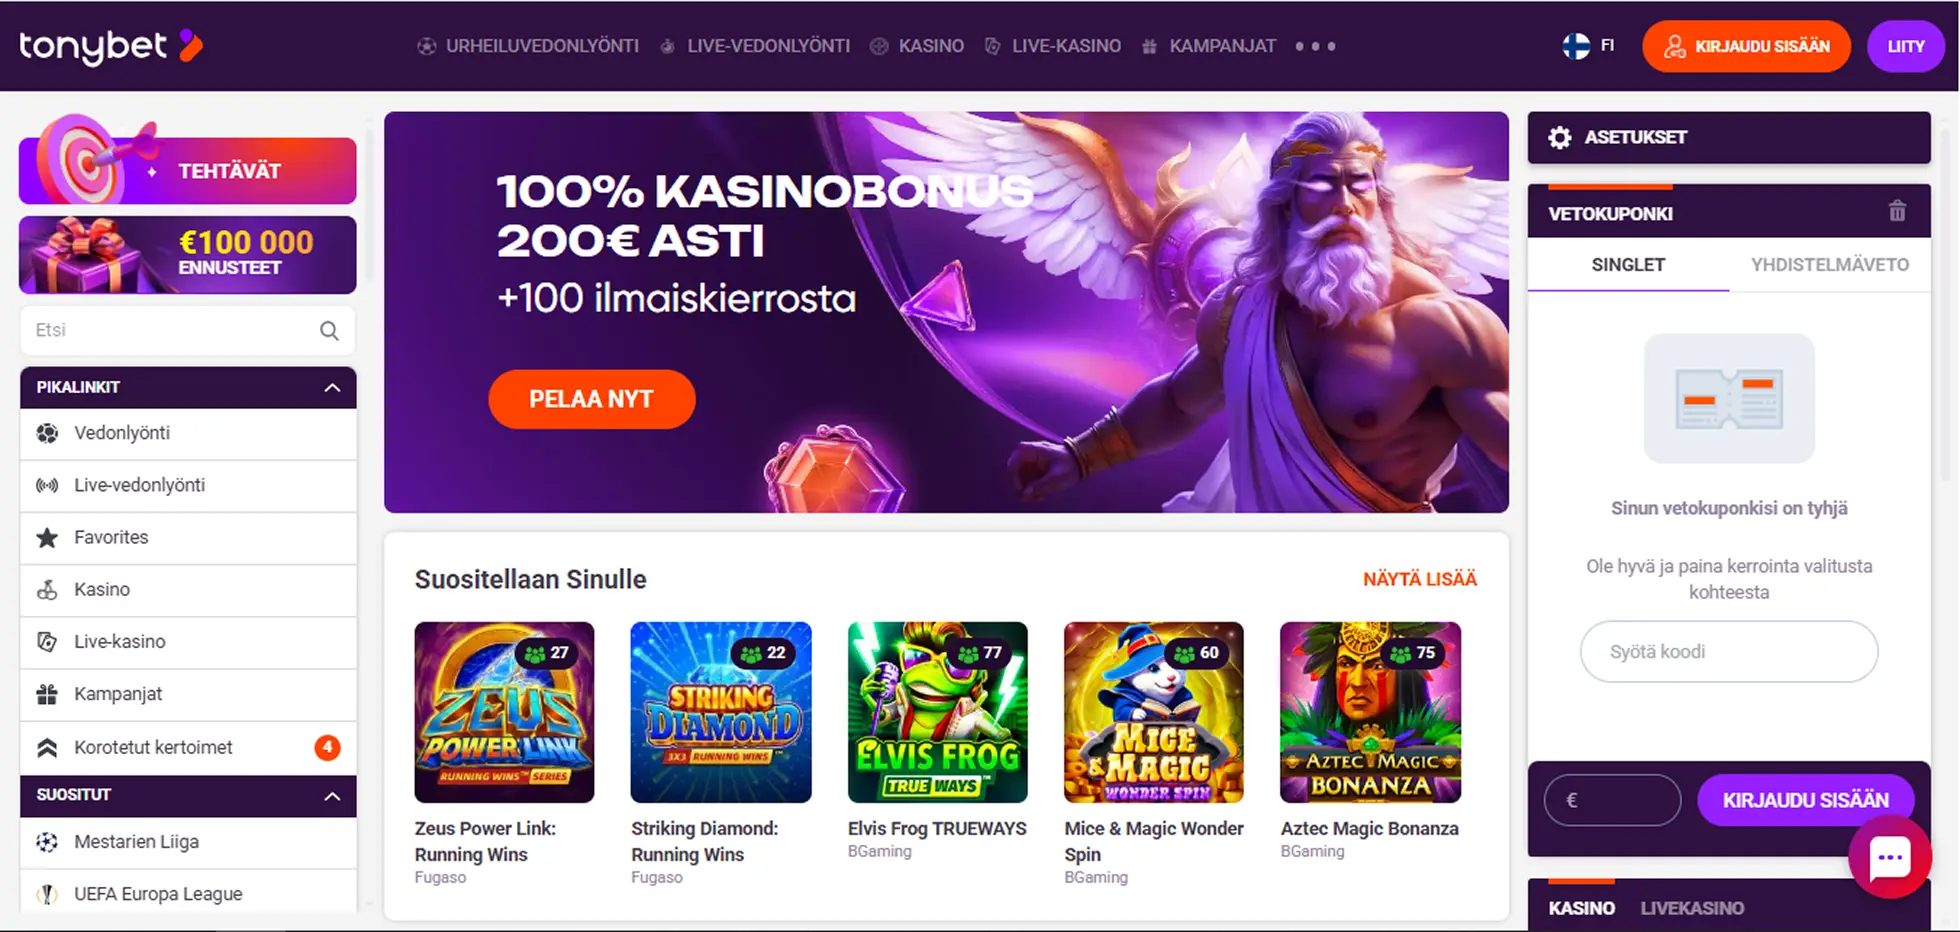 tonybet
URHEILUVEDONLYÖNTI
LIVE-VEDONLYÖNTI
KASINO
LIVE-KASINO
KAMPANJAT
FI
KIRJAUDU SISÄÄN
LIITY
TEHTÄVÄT
€100 000
ENNUSTEET
Etsi
PIKALINKIT
Vedonlyönti
Live-vedonlyönti
Favorites
Kasino
Live-kasino
Kampanjat
Korotetut kertoimet 4
SUOSITUT
Mestarien Liiga
UEFA Europa League
100% KASINOBONUS
200€ ASTI
+100 ilmaiskierrosta
PELAA NYT
Suositellaan Sinulle
NÄYTÄ LISÄÄ
27
ZEUS
POWER LINK
RUNNING WINS™ SERIES
Zeus Power Link:
Running Wins
Fugaso
22
STRIKING
DIAMOND
3X3 RUNNING WINS™
Striking Diamond:
Running Wins
Fugaso
77
ELVIS FROG
TRUE WAYS™
Elvis Frog TRUEWAYS
BGaming
60
MICE
& MAGIC
WONDER SPIN
Mice & Magic Wonder
Spin
BGaming
75
AZTEC MAGIC
BONANZA
Aztec Magic Bonanza
BGaming
ASETUKSET
VETOKUPONKI
SINGLET
YHDISTELMÄVETO
Sinun vetokuponkisi on tyhjä
Ole hyvä ja paina kerrointa valitusta
kohteesta
Syötä koodi
€
KIRJAUDU SISÄÄN
KASINO
LIVEKASINO